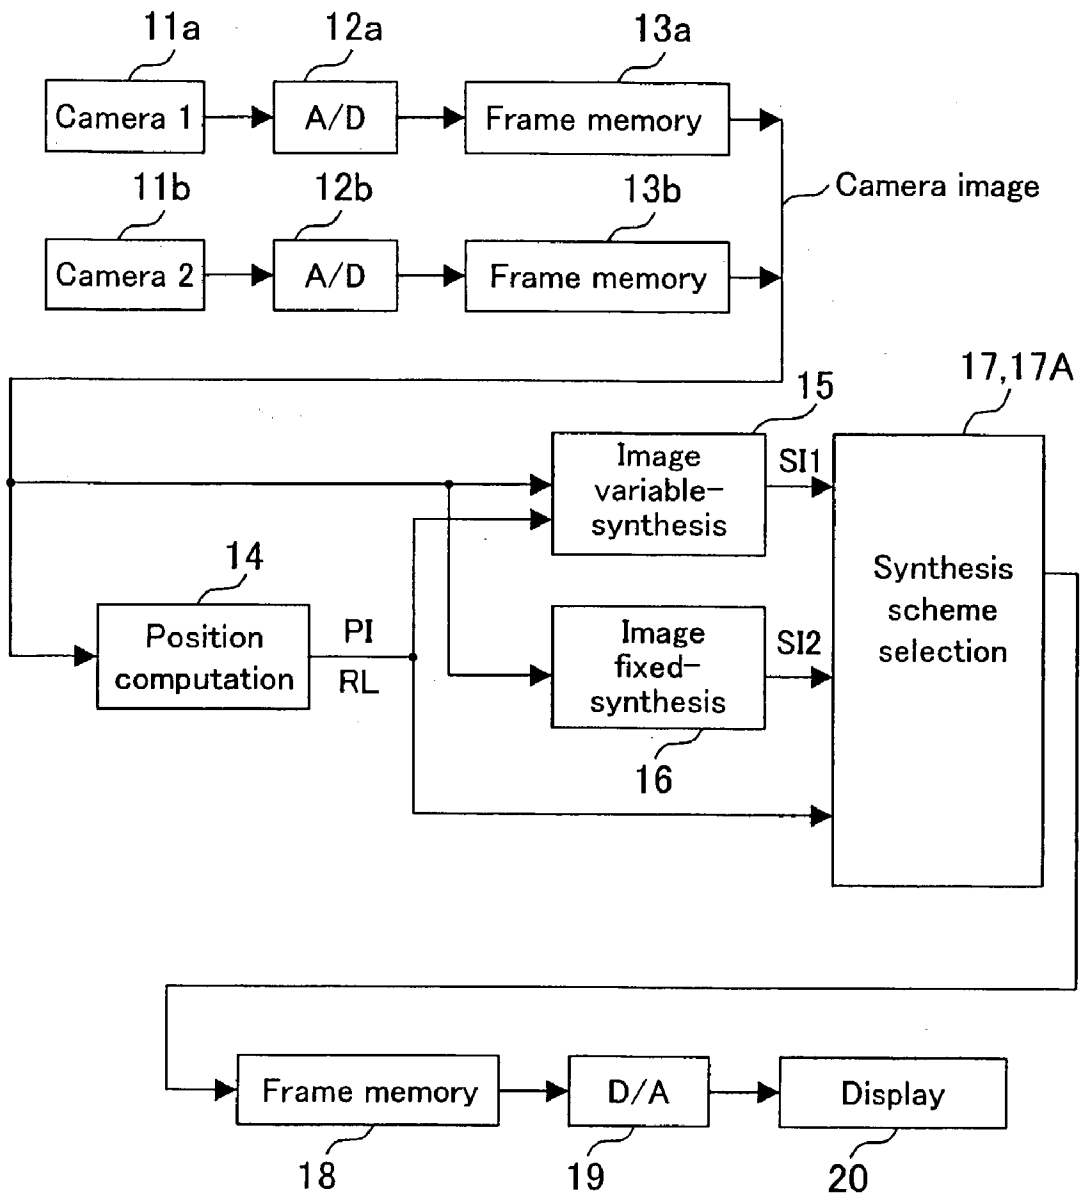 11a
12a
13a
Camera 1
A/D
Frame memory
11b
12b
13b
Camera image
Camera 2
A/D
Frame memory
17,17A
15
Image
variable-
synthesis
SI1
14
Position
computation
PI
RL
Image
fixed-
synthesis
SI2
16
Synthesis
scheme
selection
Frame memory
D/A
Display
18
19
20